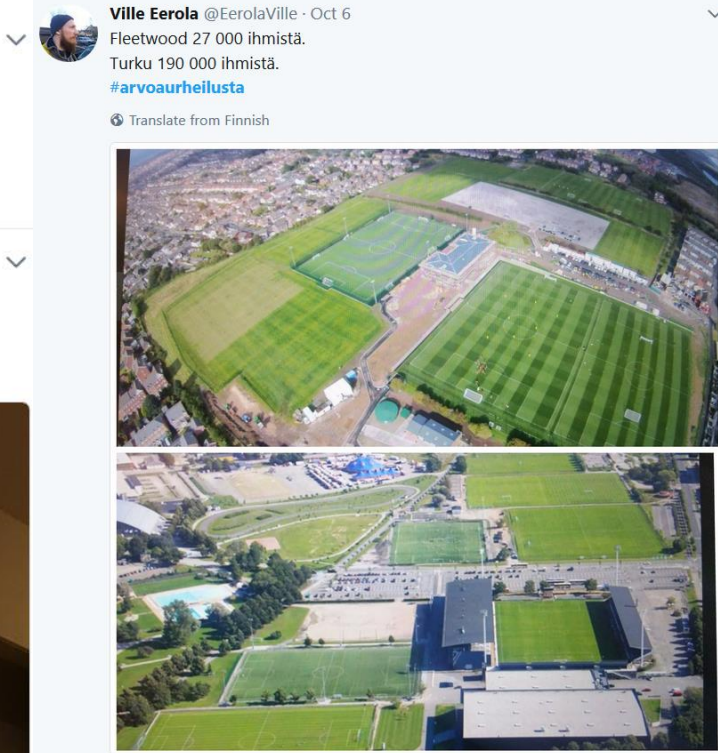 Ville Eerola @EerolaVille · Oct 6
Fleetwood 27 000 ihmistä.
Turku 190 000 ihmistä.
#arvoaurheilusta
Translate from Finnish